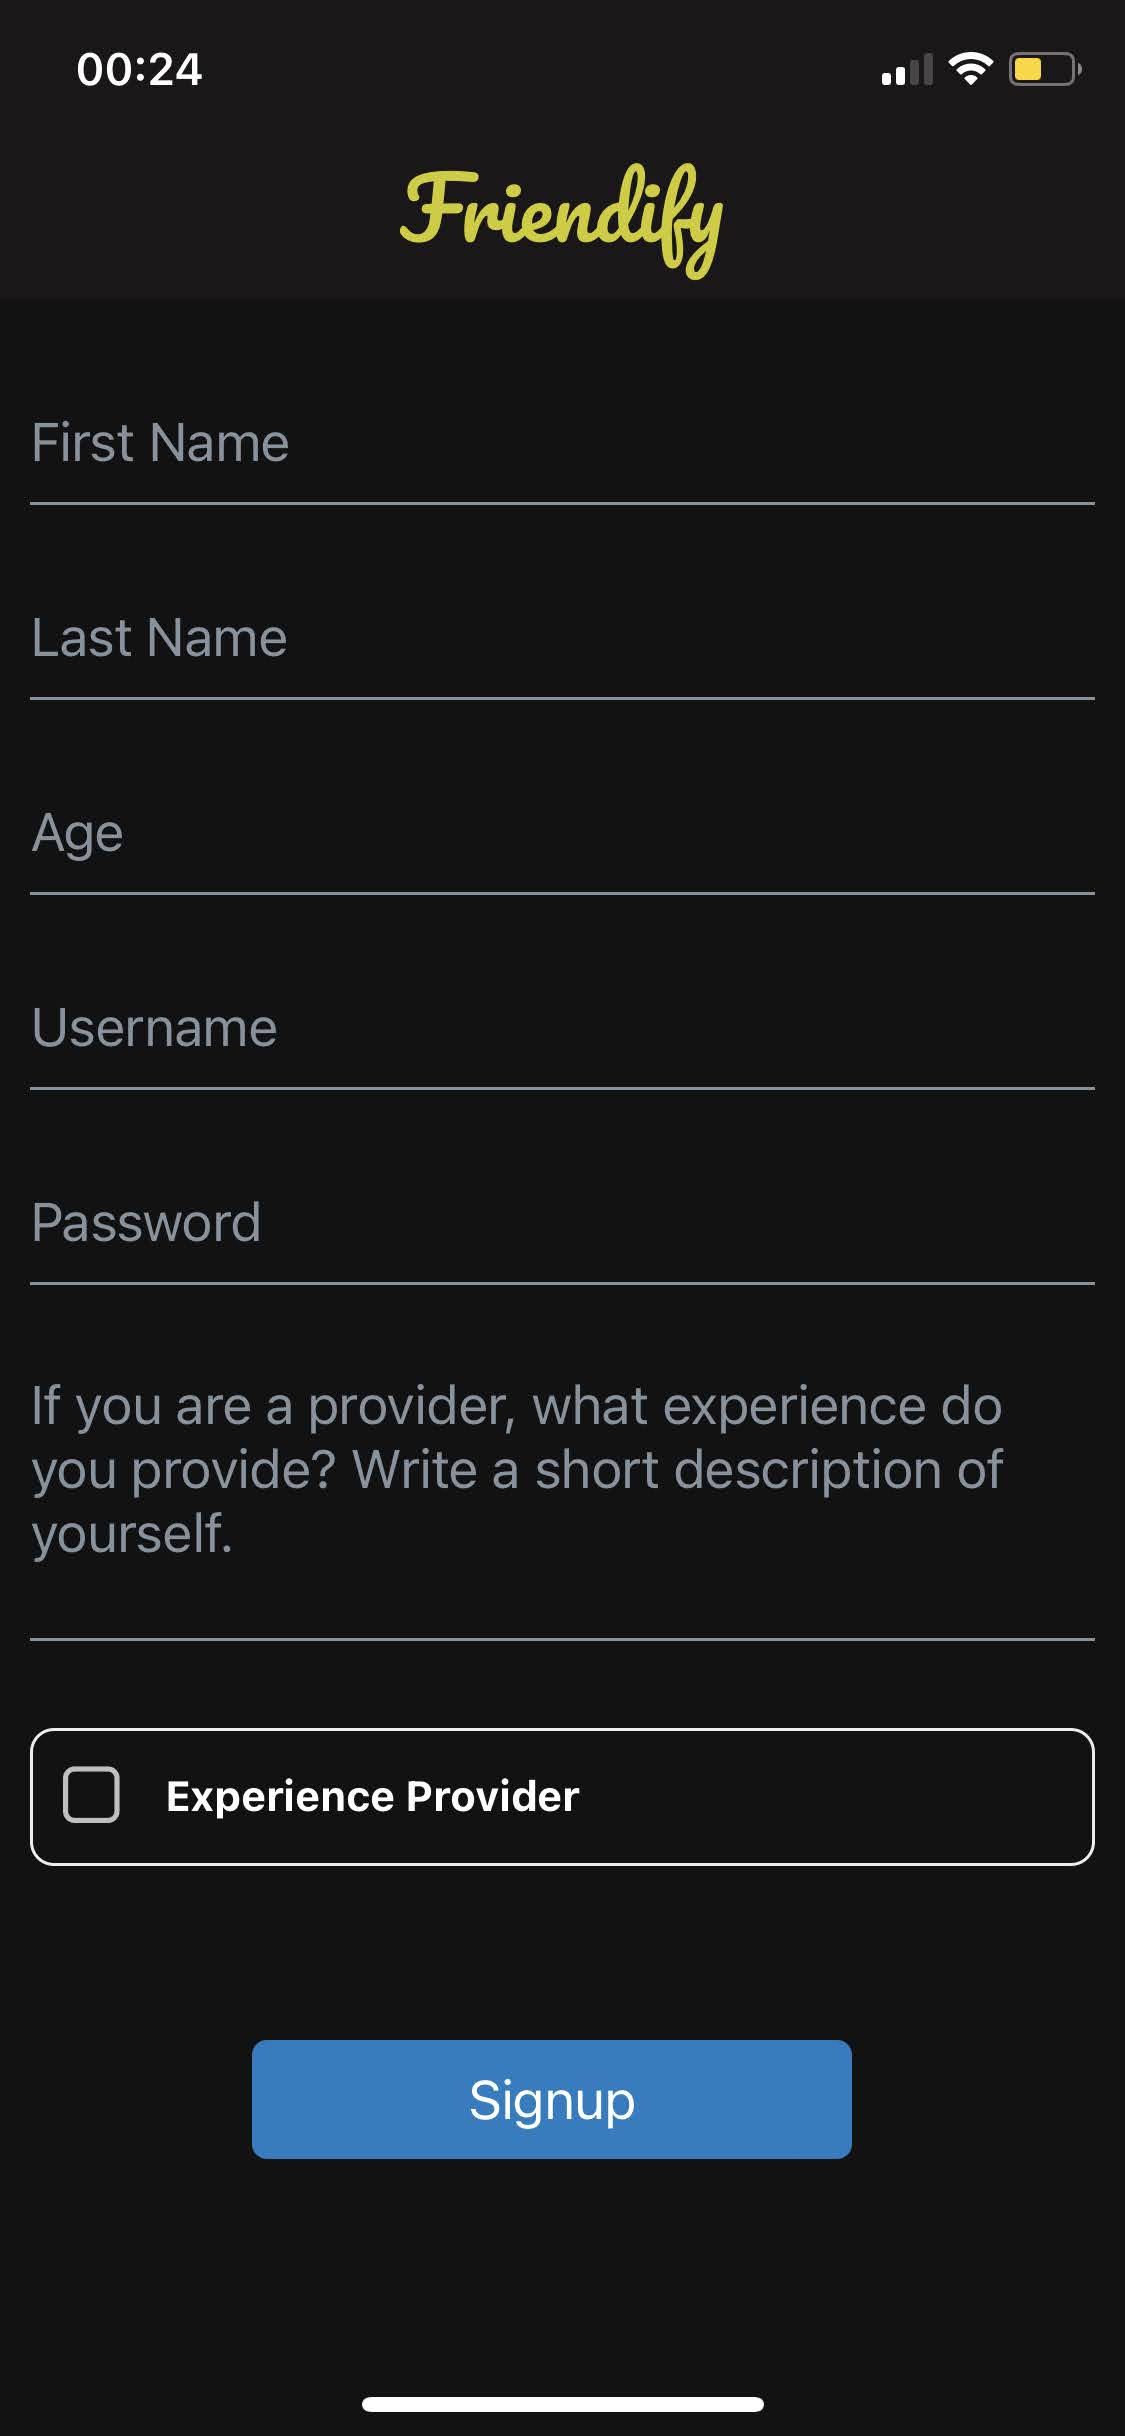 00:24
Friendify
First Name
Last Name
Age
Username
Password
If you are a provider, what experience do
you provide? Write a short description of
yourself.
Experience Provider
Signup